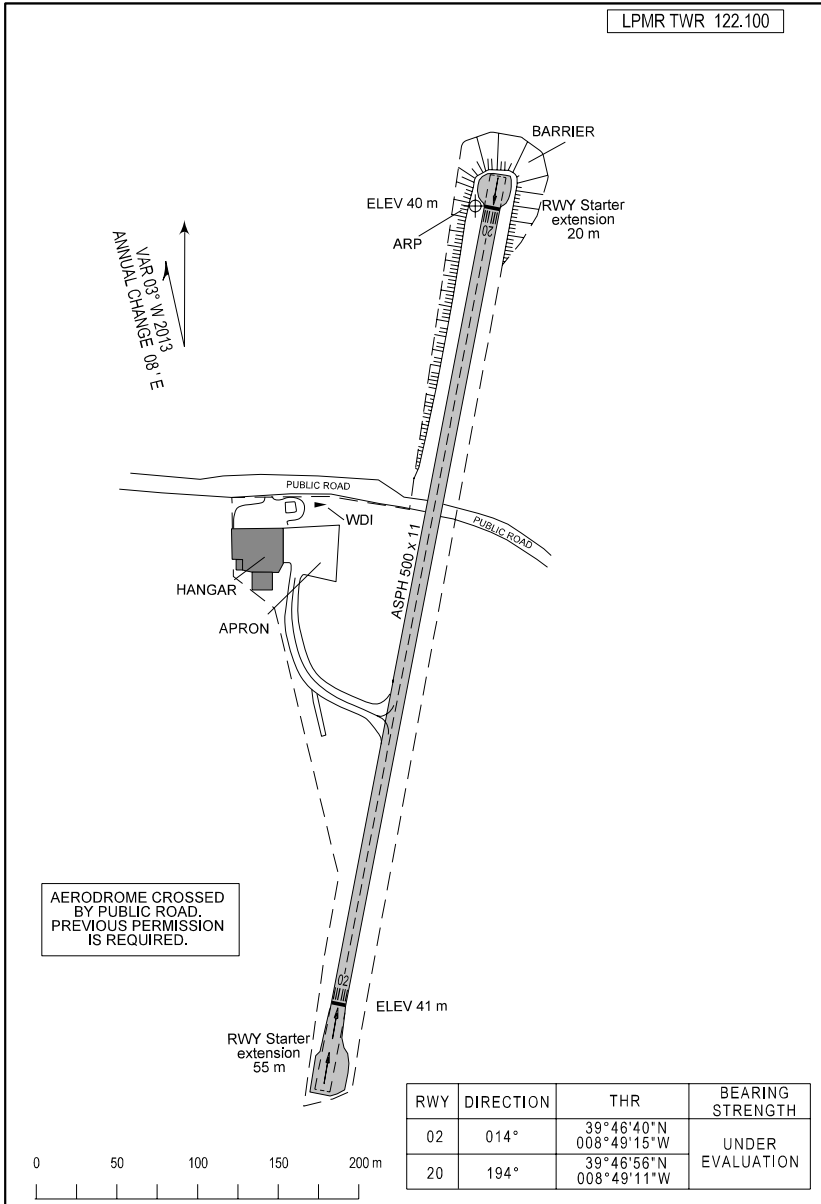 LPMR TWR 122.100
BARRIER
ELEV 40 m
RWY Starter
extension
20 m
ARP
20
VAR 03° W 2013
ANNUAL CHANGE 08 ' E
PUBLIC ROAD
WDI
PUBLIC ROAD
ASPH 500 x 11
HANGAR
APRON
AERODROME CROSSED
BY PUBLIC ROAD.
PREVIOUS PERMISSION
IS REQUIRED.
02
ELEV 41 m
RWY Starter
extension
55 m
RWY DIRECTION THR BEARING STRENGTH
02 014° 39°46'40"N 008°49'15"W UNDER EVALUATION
20 194° 39°46'56"N 008°49'11"W
0 50 100 150 200 m